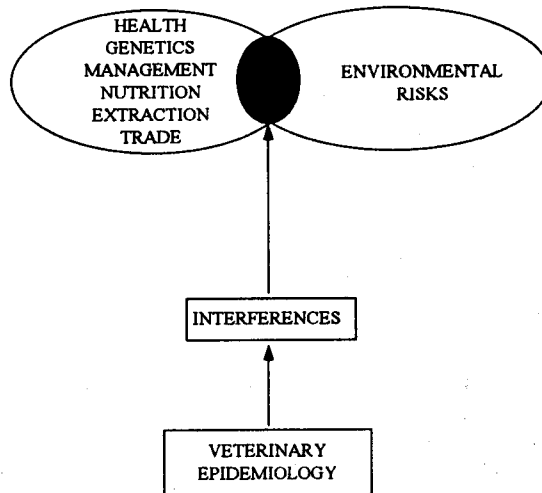 HEALTH
GENETICS
MANAGEMENT
NUTRITION
EXTRACTION
TRADE
ENVIRONMENTAL
RISKS
INTERFERENCES
VETERINARY
EPIDEMIOLOGY